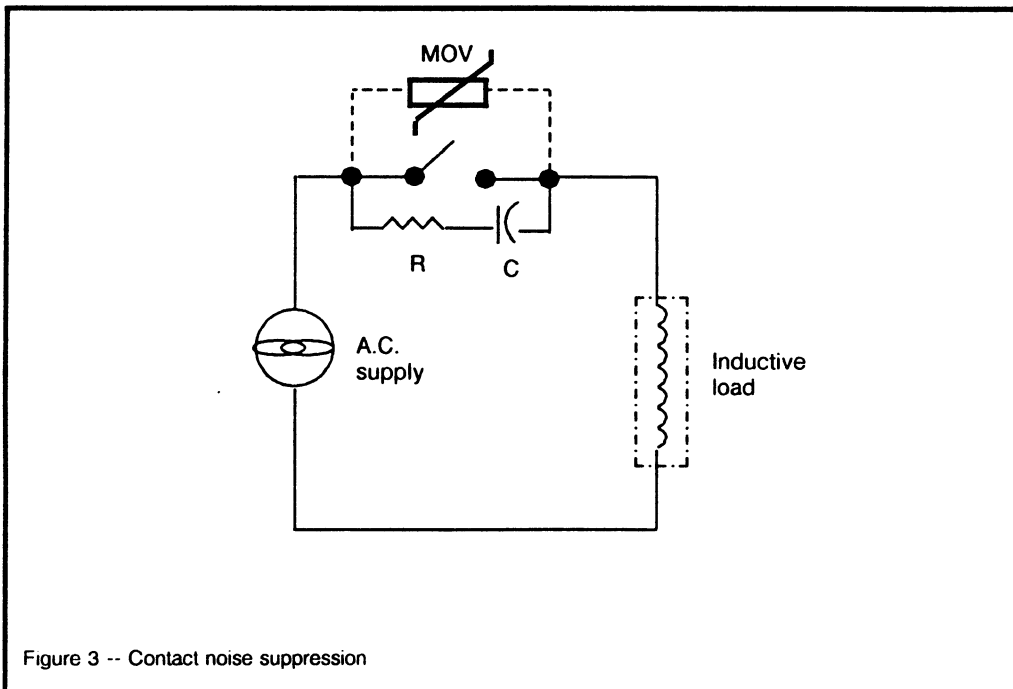 MOV
R
C
A.C.
supply
Inductive
load
Figure 3 -- Contact noise suppression